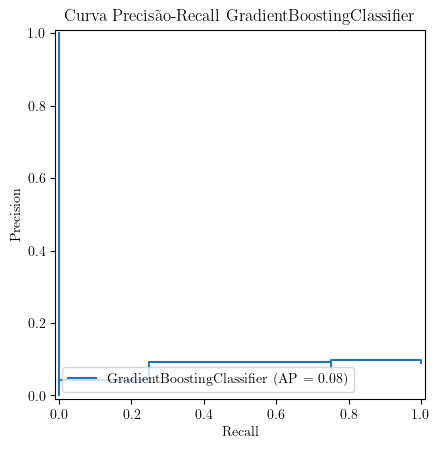 Curva Precisão-Recall GradientBoostingClassifier
1.0
0.8
0.6
0.4
0.2
0.0
Precision
GradientBoostingClassifier (AP = 0.08)
0.0 0.2 0.4 0.6 0.8 1.0
Recall